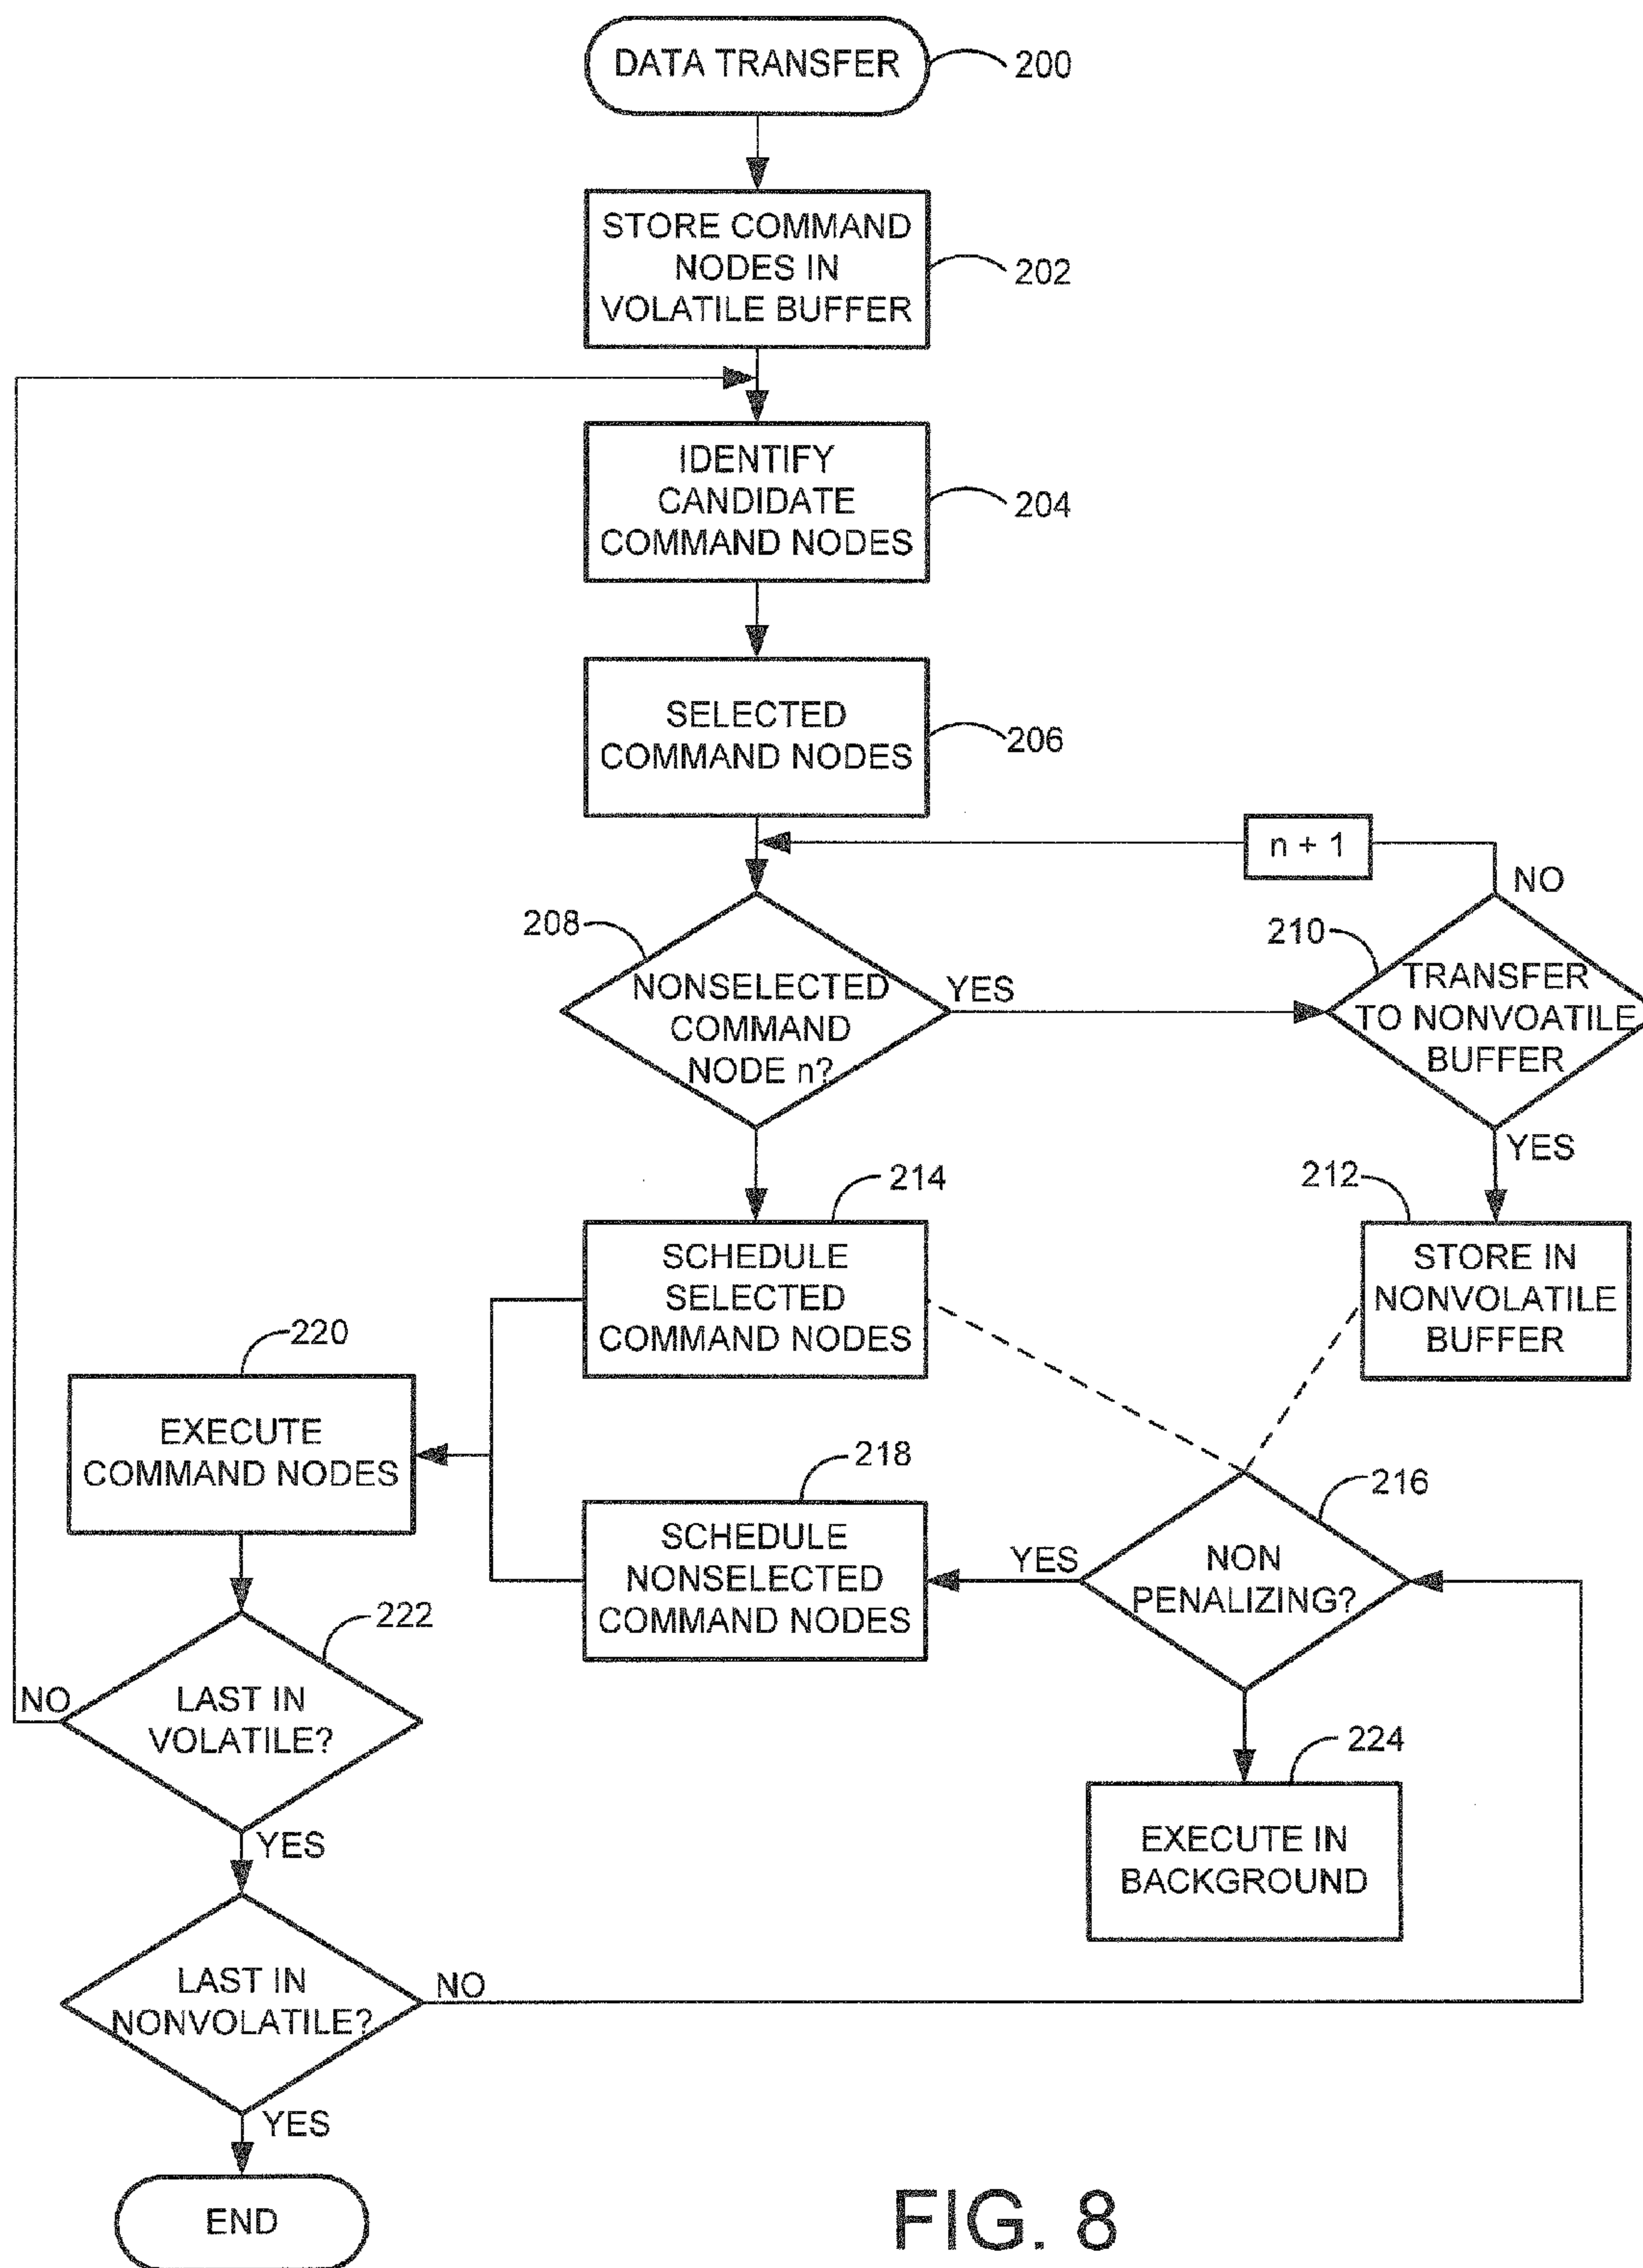 DATA TRANSFER
200
STORE COMMAND
NODES IN
VOLATILE BUFFER
202
IDENTIFY
CANDIDATE
COMMAND NODES
204
SELECTED
COMMAND NODES
206
n + 1
NO
208
NONSELECTED
COMMAND
NODE n?
YES
210
TRANSFER
TO NONVOATILE
BUFFER
YES
214
SCHEDULE
SELECTED
COMMAND NODES
212
STORE IN
NONVOLATILE
BUFFER
220
EXECUTE
COMMAND NODES
218
SCHEDULE
NONSELECTED
COMMAND NODES
YES
216
NON
PENALIZING?
222
LAST IN
VOLATILE?
NO
YES
224
EXECUTE IN
BACKGROUND
LAST IN
NONVOLATILE?
NO
YES
END
FIG. 8